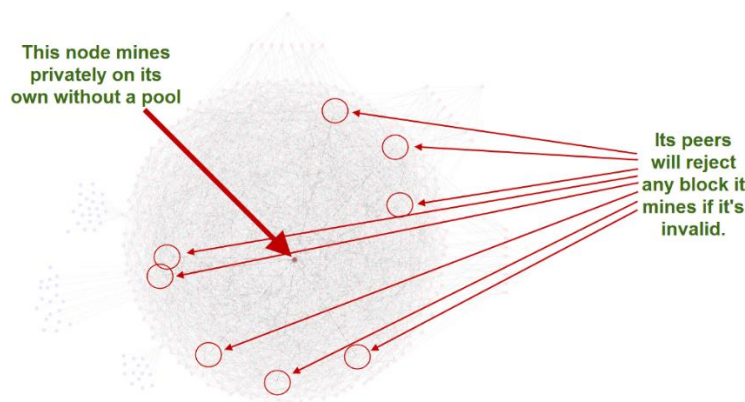 This node mines
privately on its
own without a pool
Its peers
will reject
any block it
mines if it's
invalid.